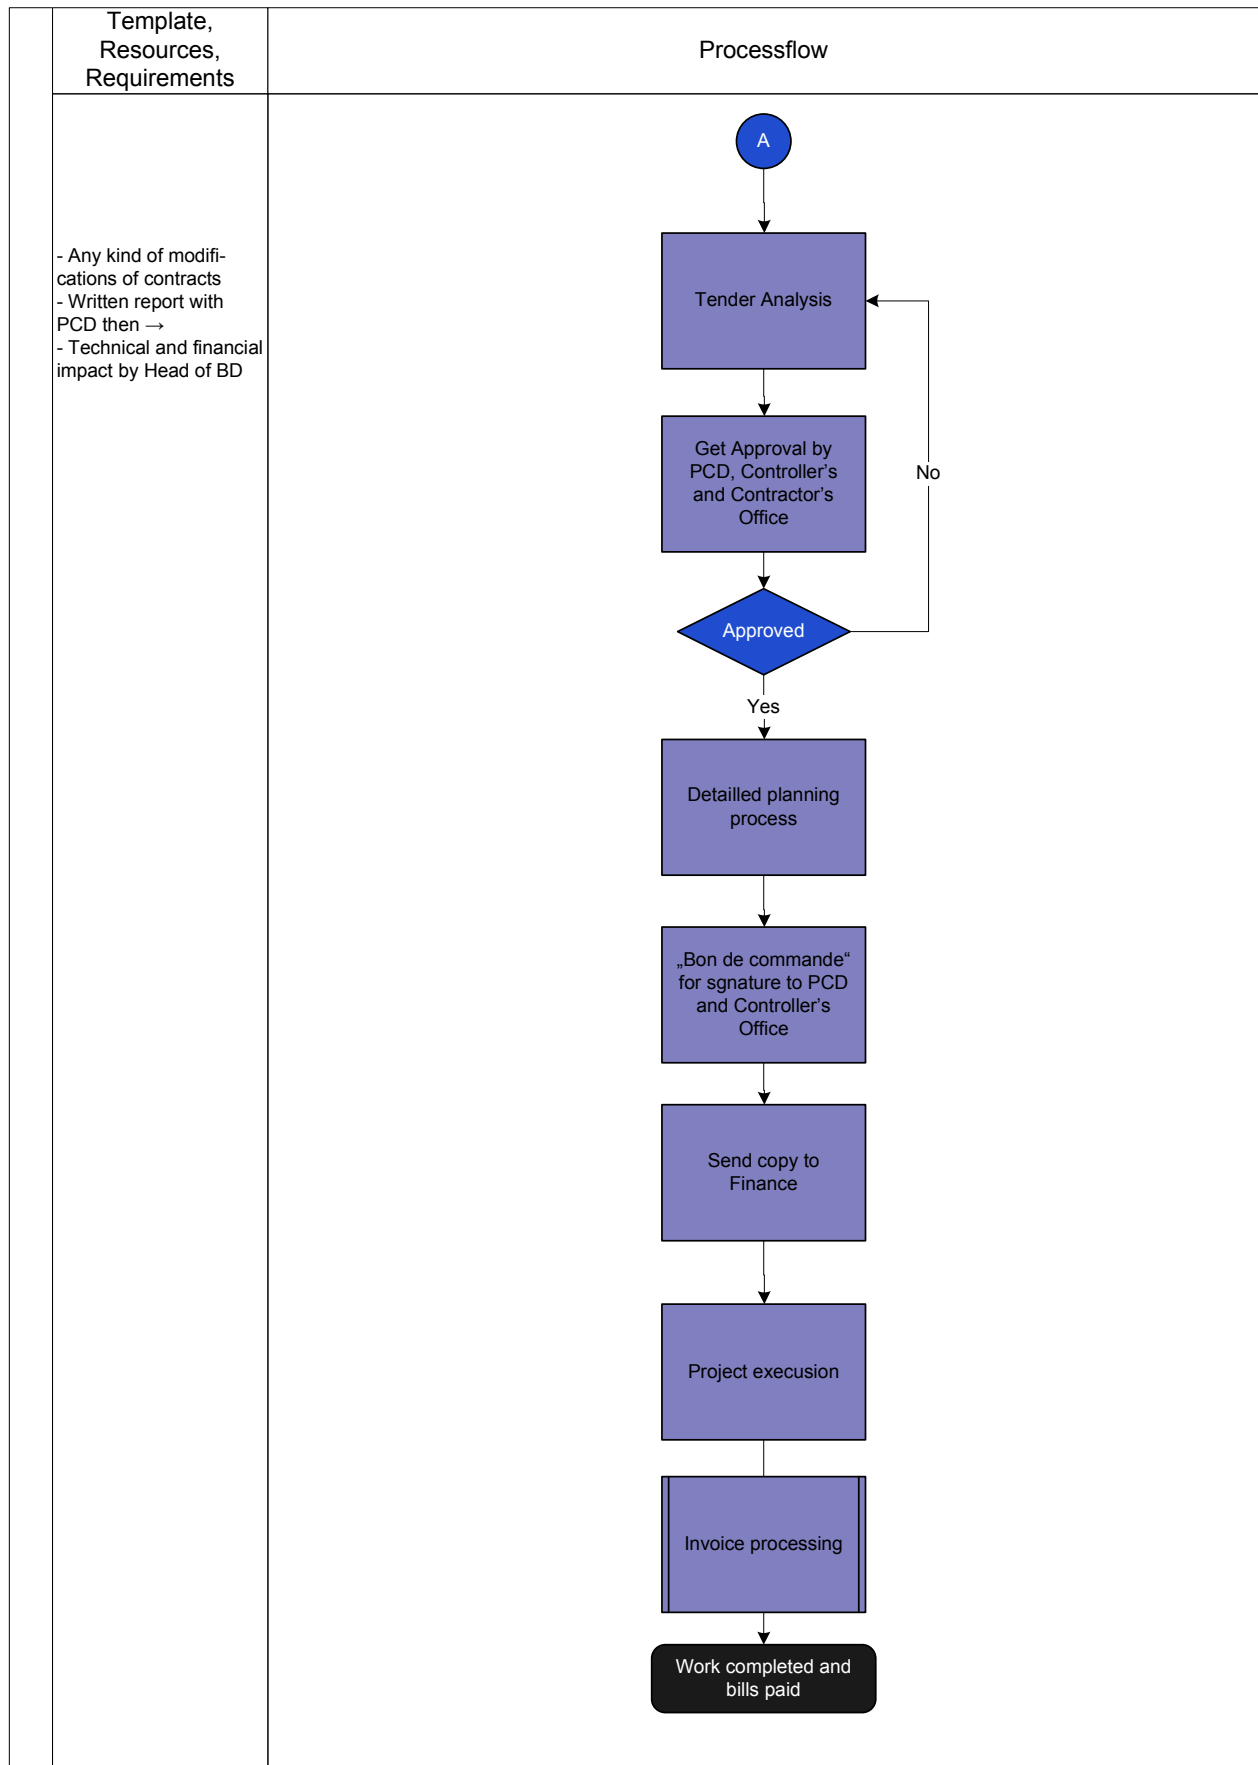 Template,
Resources,
Requirements
Processflow
- Any kind of modifi-
cations of contracts
- Written report with
PCD then →
- Technical and financial
impact by Head of BD
A
Tender Analysis
Get Approval by
PCD, Controller’s
and Contractor’s
Office
No
Approved
Yes
Detailled planning
process
„Bon de commande“
for sgnature to PCD
and Controller’s
Office
Send copy to
Finance
Project execusion
Invoice processing
Work completed and
bills paid